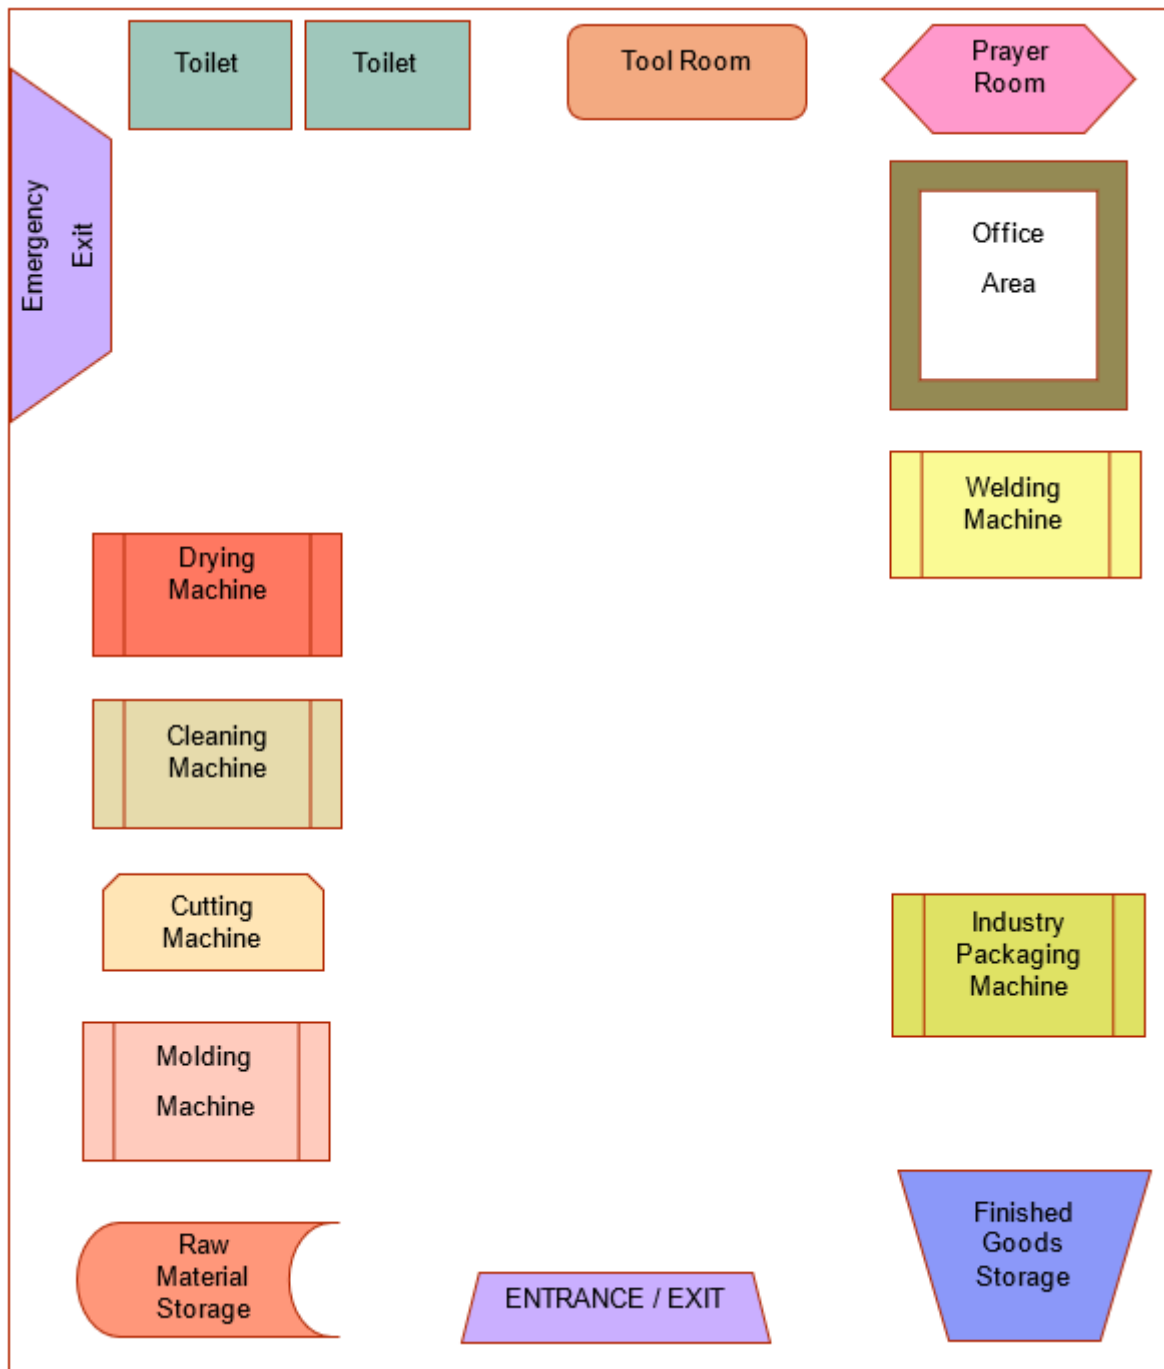 Toilet
Toilet
Tool Room
Prayer
Room
Emergency
Exit
Office
Area
Welding
Machine
Drying
Machine
Cleaning
Machine
Cutting
Machine
Industry
Packaging
Machine
Molding
Machine
Raw
Material
Storage
ENTRANCE / EXIT
Finished
Goods
Storage